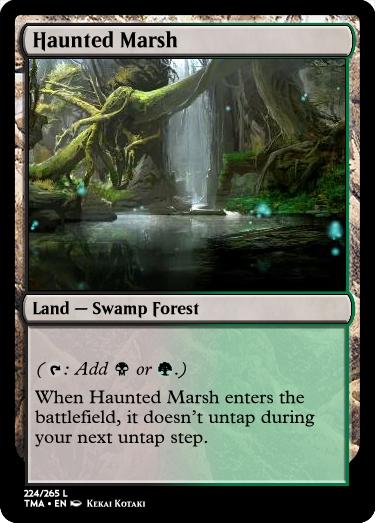 Haunted Marsh
Land — Swamp Forest
( : Add or .)
When Haunted Marsh enters the
battlefield, it doesn't untap during
your next untap step.
224/265 L
TMA • EN Kekai Kotaki